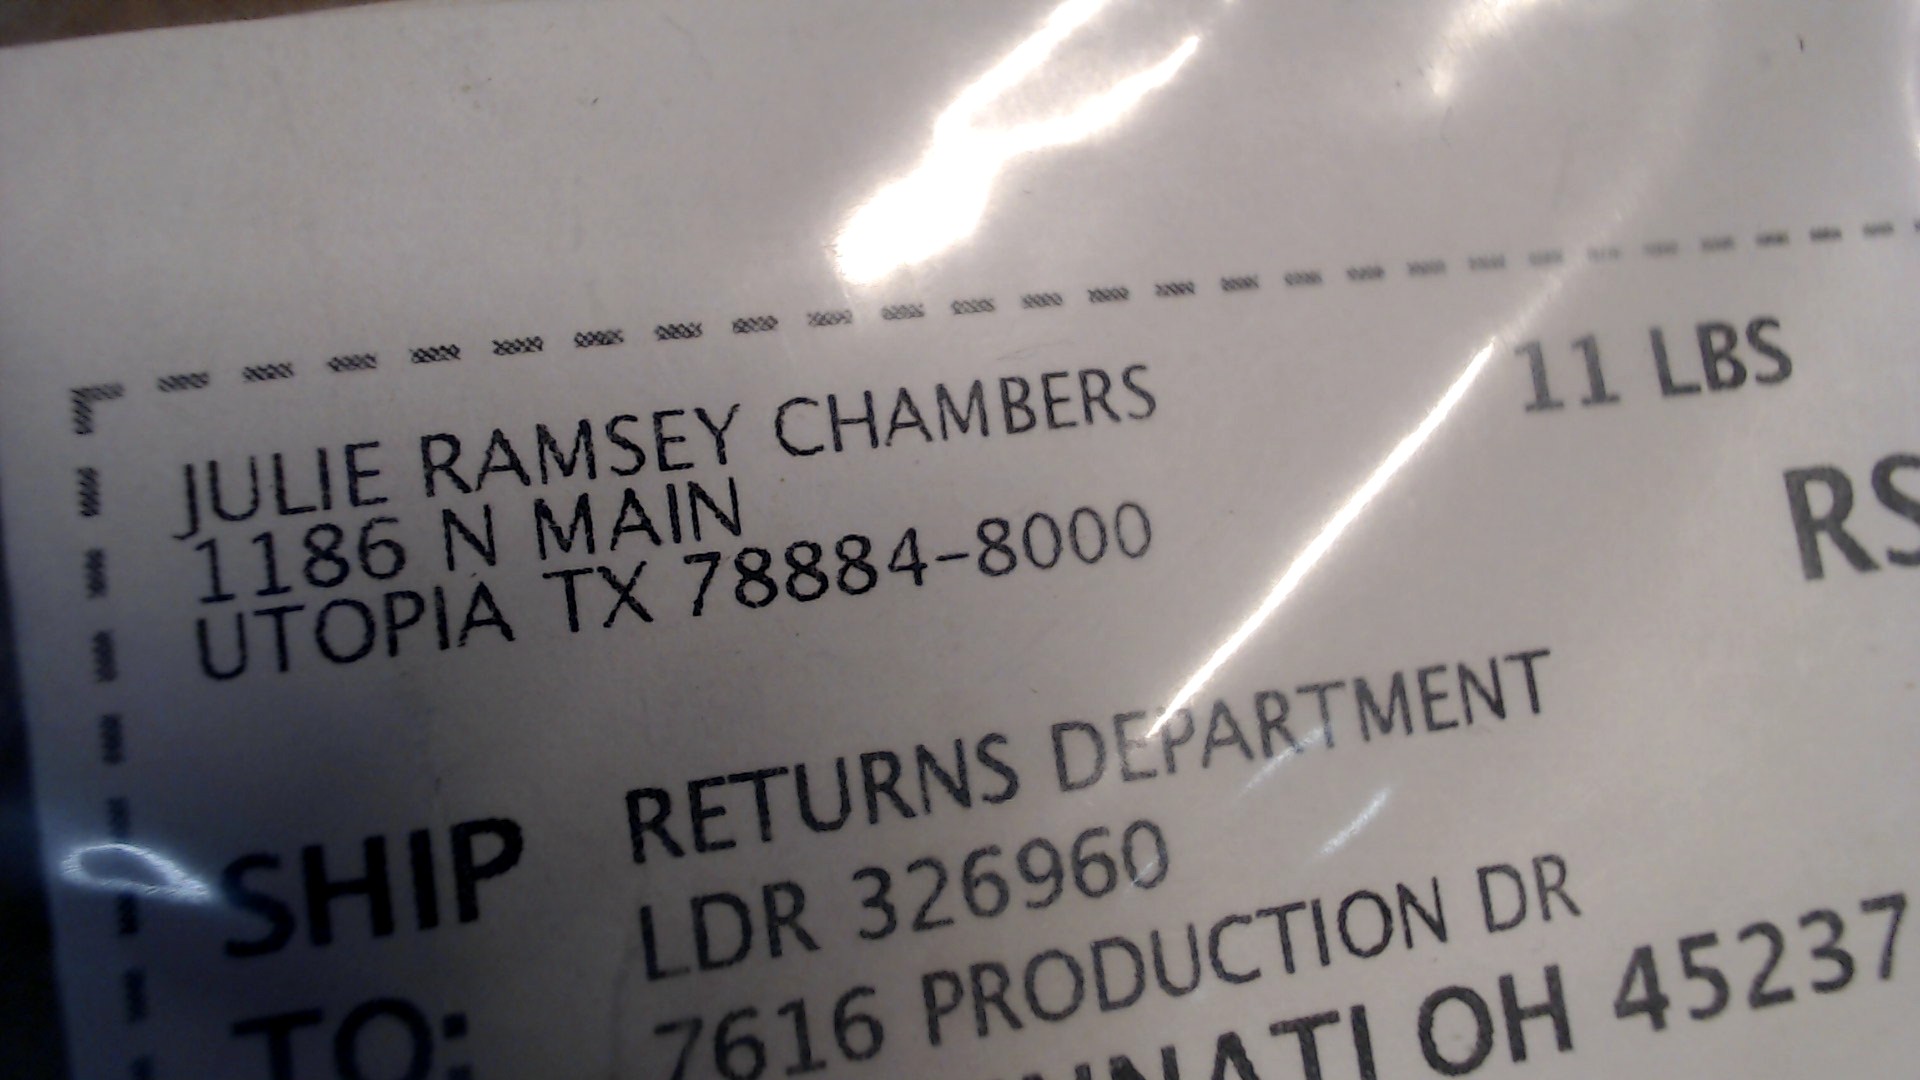 JULIE RAMSEY CHAMBERS
11 LBS
1186 N MAIN
UTOPIA TX 78884-8000
RS
SHIP TO:
RETURNS DEPARTMENT
LDR 326960
7616 PRODUCTION DR
OH 45237